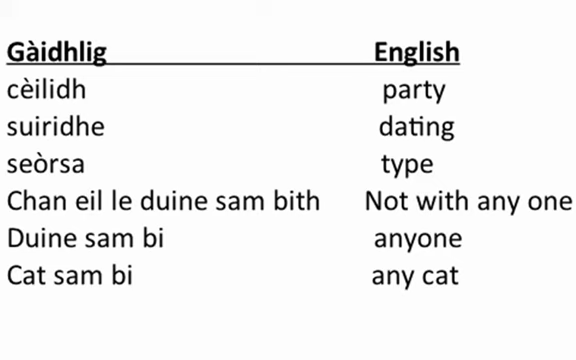 Gàidhlig English
cèilidh party
suiridhe dating
seòrsa type
Chan eil le duine sam bith Not with any one
Duine sam bi anyone
Cat sam bi any cat